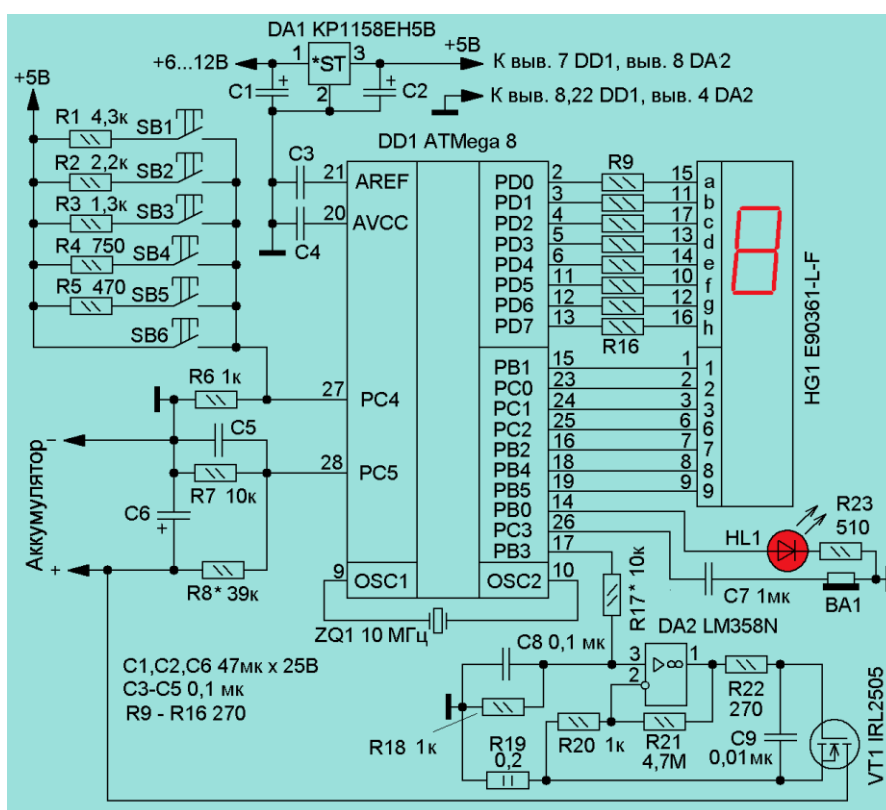 DA1 КР1158ЕН5В
+6...12В
1
*ST
3
2
+5В
К выв. 7 DD1, выв. 8 DA2
К выв. 8,22 DD1, выв. 4 DA2
C1
+
C2
+
+5В
R1 4,3к
SB1
R2 2,2к
SB2
R3 1,3к
SB3
R4 750
SB4
R5 470
SB5
SB6
C3
C4
DD1 ATMega 8
21 AREF
20 AVCC
27 PC4
28 PC5
9 OSC1
PD0 2
PD1 3
PD2 4
PD3 5
PD4 6
PD5 11
PD6 12
PD7 13
PB1 15
PC0 23
PC1 24
PC2 25
PB2 16
PB4 18
PB5 19
PB0 14
PC3 26
PB3 17
OSC2 10
R9
R16
15 a
11 b
17 c
13 d
14 e
10 f
12 g
16 h
1 1
2 2
3 3
6 6
7 7
8 8
9 9
HG1 E90361-L-F
R6 1к
C5
R7 10к
C6
+
R8* 39к
Аккумулятор
−
+
ZQ1 10 МГц
HL1
R23
510
C7 1мк
BA1
R17* 10к
C8 0,1 мк
DA2 LM358N
3
2
1
∞
R18 1к
R19
0,2
R20 1к
R21
4,7М
R22
270
C9
0,01мк
VT1 IRL2505
C1,C2,C6 47мк x 25В
C3-C5 0,1 мк
R9 - R16 270